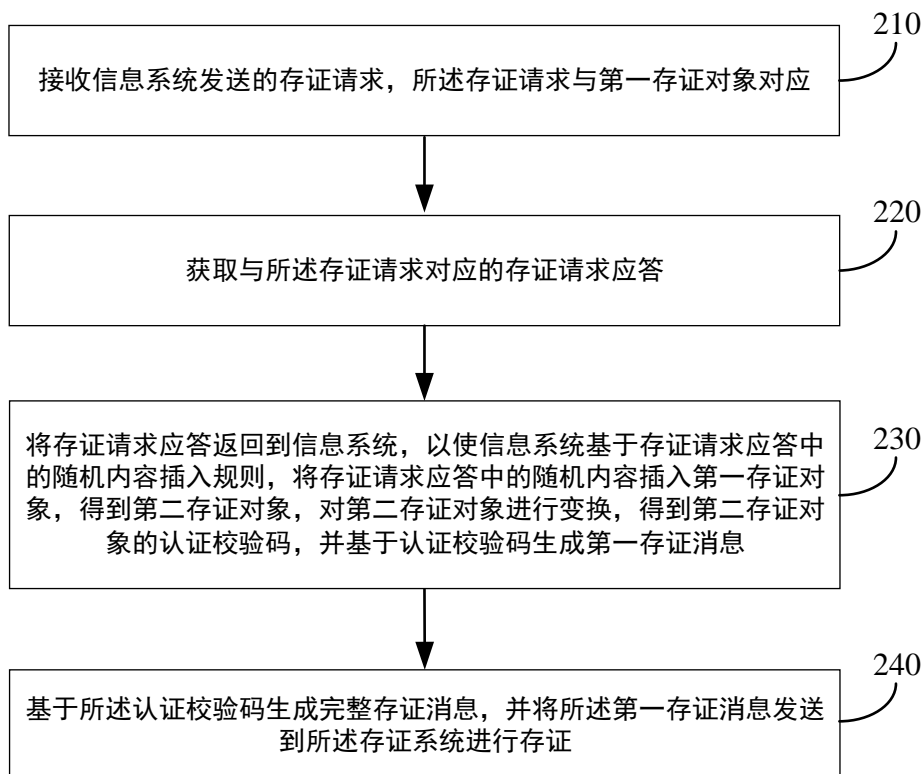 210
接收信息系统发送的存证请求，所述存证请求与第一存证对象对应
220
获取与所述存证请求对应的存证请求应答
230
将存证请求应答返回到信息系统，以使信息系统基于存证请求应答中
的随机内容插入规则，将存证请求应答中的随机内容插入第一存证对
象，得到第二存证对象，对第二存证对象进行变换，得到第二存证对
象的认证校验码，并基于认证校验码生成第一存证消息
240
基于所述认证校验码生成完整存证消息，并将所述第一存证消息发送
到所述存证系统进行存证